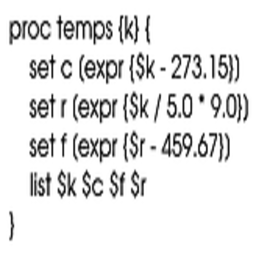 proc temps {k} {
set c (expr {$k - 273.15})
set r (expr {$k / 5.0 * 9.0})
set f (expr {$r - 459.67})
list $k $c $f $r
}